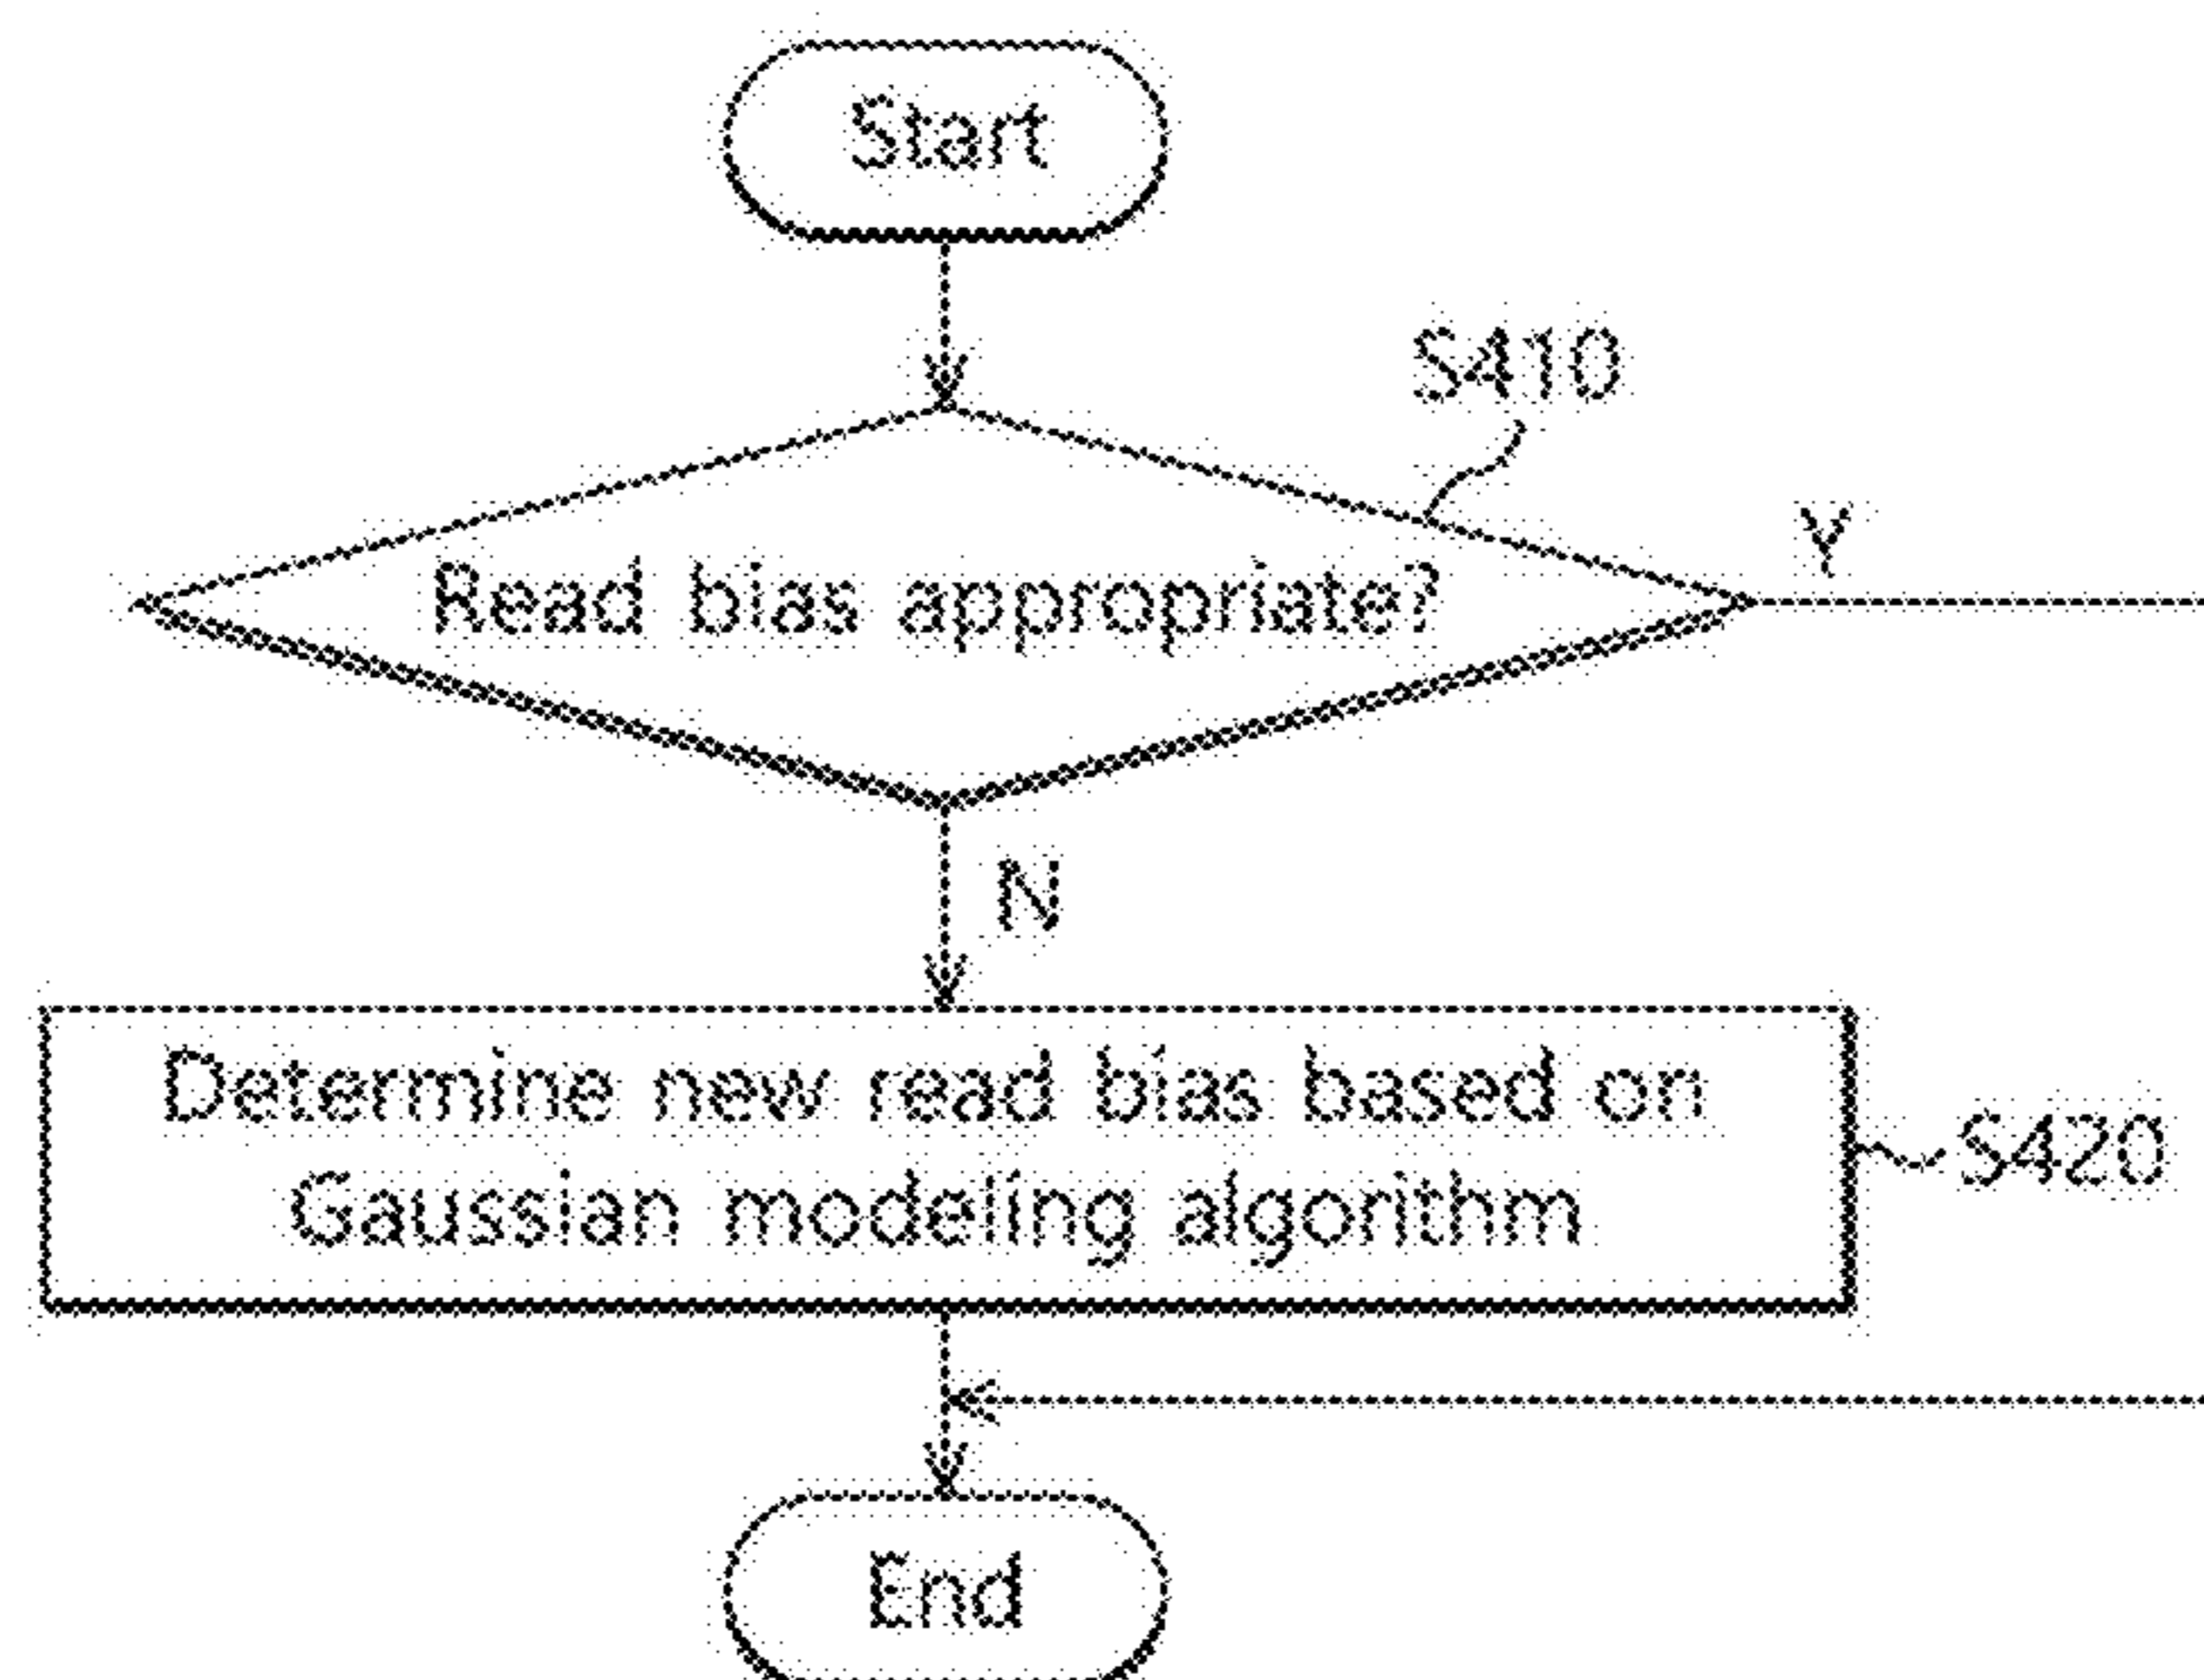 Start
S410
Read bias appropriate?
Y
N
Determine new read bias based on
Gaussian modeling algorithm
S420
End